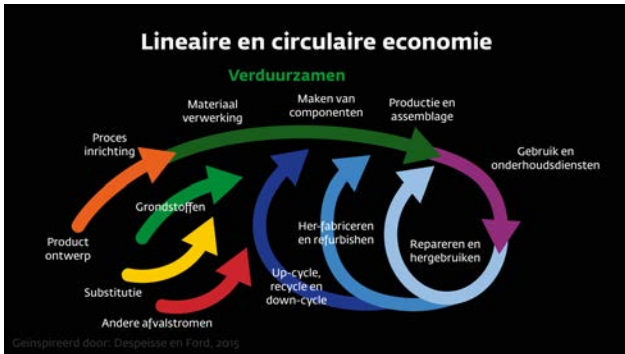 Lineaire en circulaire economie
Verduurzamen
Materiaal
verwerking
Maken van
componenten
Productie en
assemblage
Proces
inrichting
Gebruik en
onderhoudsdiensten
Grondstoffen
Product
ontwerp
Her-fabriceren
en refurbishen
Repareren en
hergebruiken
Substitutie
Up-cycle,
recycle en
down-cycle
Andere afvalstromen
Geïnspireerd door: Despeisse en Ford, 2015